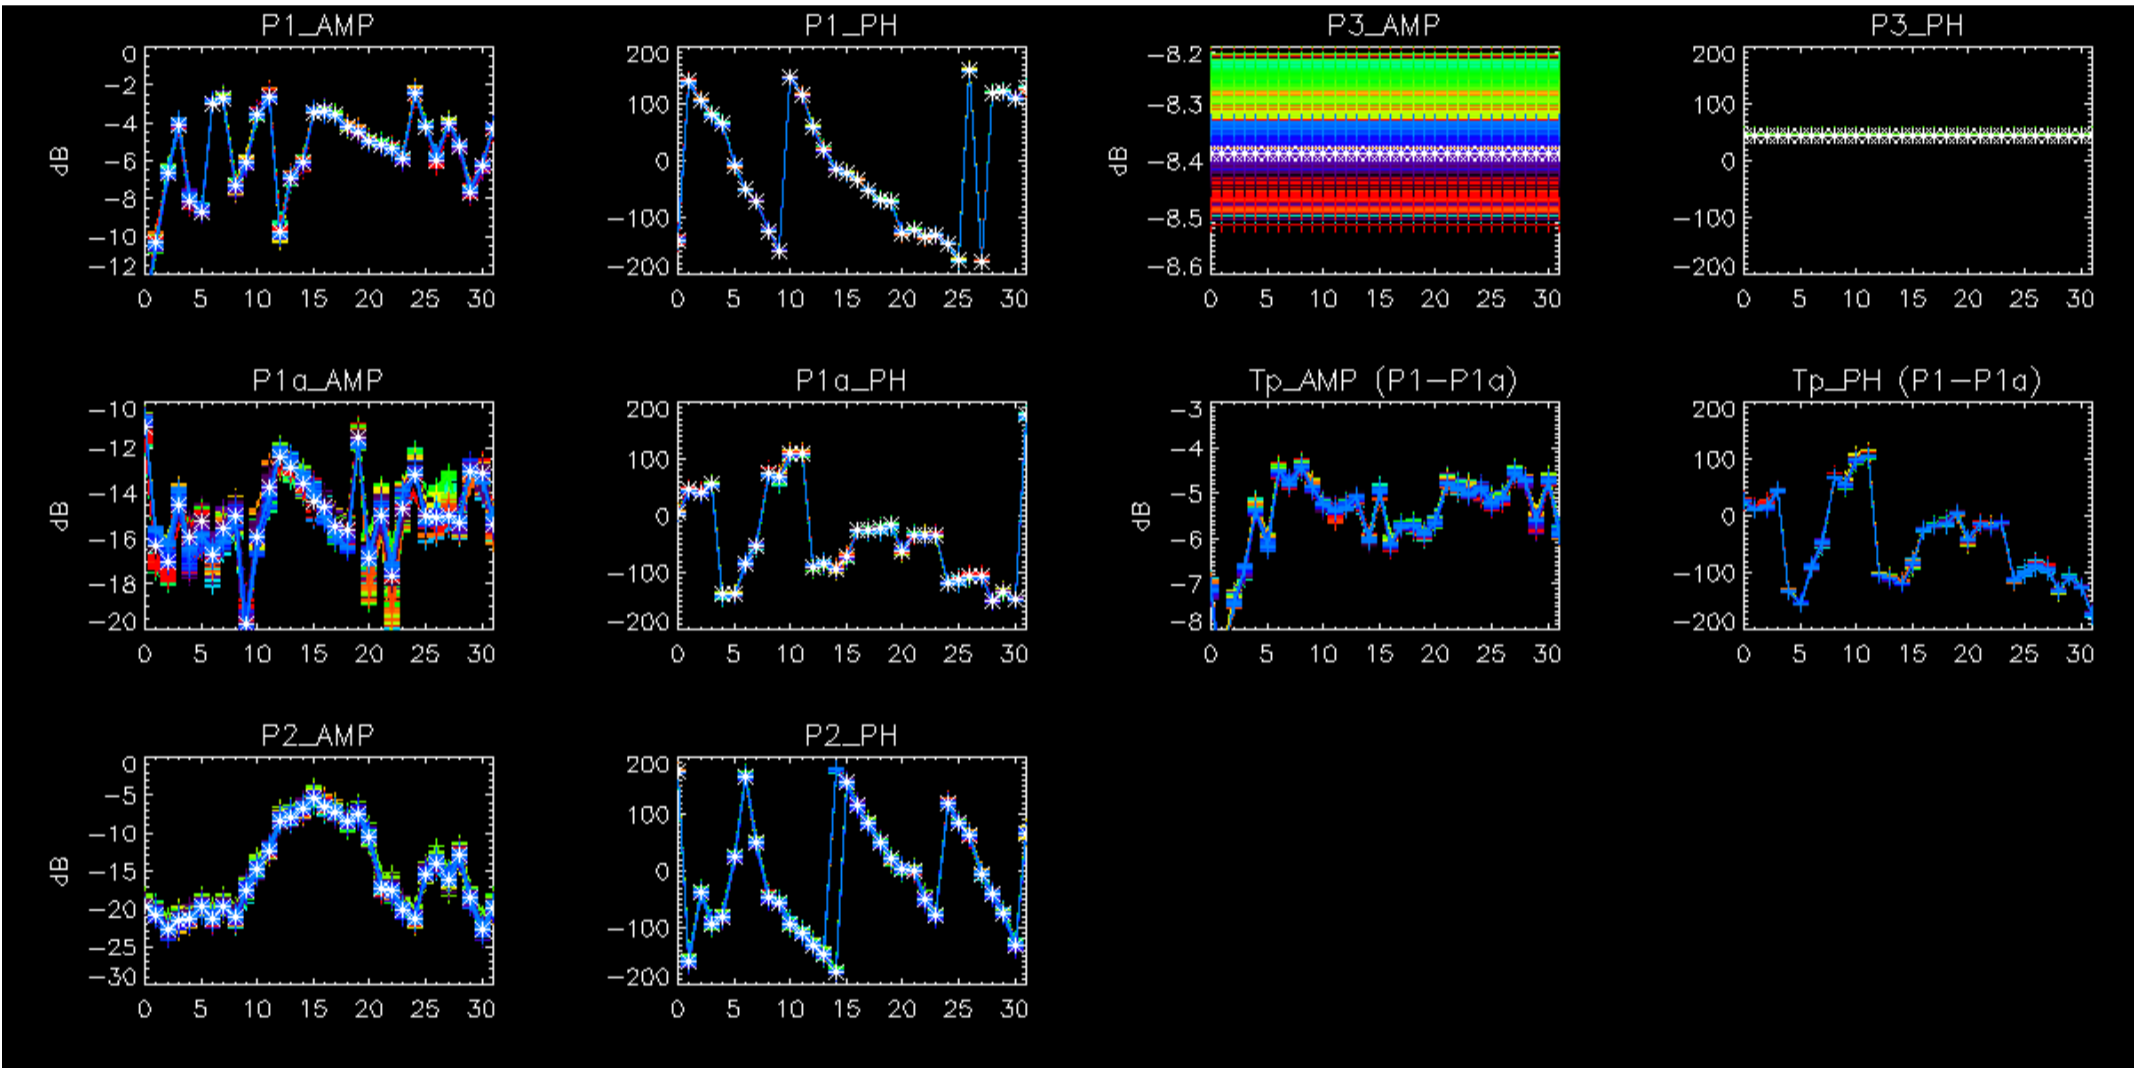 P1_AMP
P1_PH
P3_AMP
P3_PH
0
-2
-4
-6
-8
-10
-12
dB
0 5 10 15 20 25 30
200
100
0
-100
-200
0 5 10 15 20 25 30
-8.2
-8.3
-8.4
-8.5
-8.6
dB
0 5 10 15 20 25 30
200
100
0
-100
-200
0 5 10 15 20 25 30
P1a_AMP
P1a_PH
Tp_AMP (P1-P1a)
Tp_PH (P1-P1a)
-10
-12
-14
-16
-18
-20
dB
0 5 10 15 20 25 30
200
100
0
-100
-200
0 5 10 15 20 25 30
-3
-4
-5
-6
-7
-8
dB
0 5 10 15 20 25 30
200
100
0
-100
-200
0 5 10 15 20 25 30
P2_AMP
P2_PH
0
-5
-10
-15
-20
-25
-30
dB
0 5 10 15 20 25 30
200
100
0
-100
-200
0 5 10 15 20 25 30